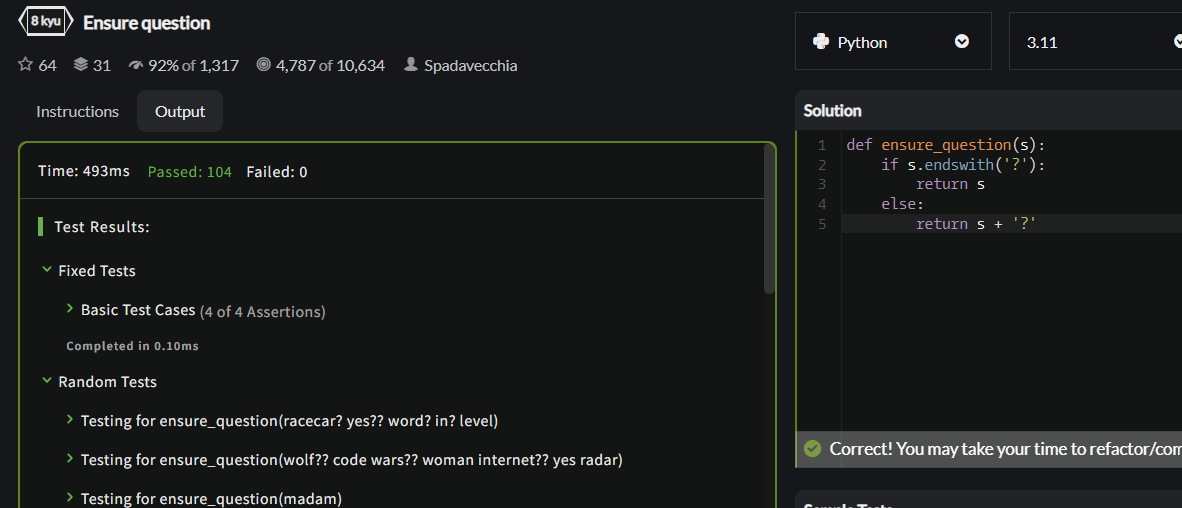 8 kyu Ensure question
64 31 92% of 1,317 4,787 of 10,634 Spadavecchia
Instructions Output
Time: 493ms Passed: 104 Failed: 0
Test Results:
Fixed Tests
Basic Test Cases (4 of 4 Assertions)
Completed in 0.10ms
Random Tests
Testing for ensure_question(racecar? yes?? word? in? level)
Testing for ensure_question(wolf?? code wars?? woman internet?? yes radar)
Testing for ensure_question(madam)
Python 3.11
Solution
1 def ensure_question(s):
2 if s.endswith('?'):
3 return s
4 else:
5 return s + '?'
Correct! You may take your time to refactor/com
Sample Tests